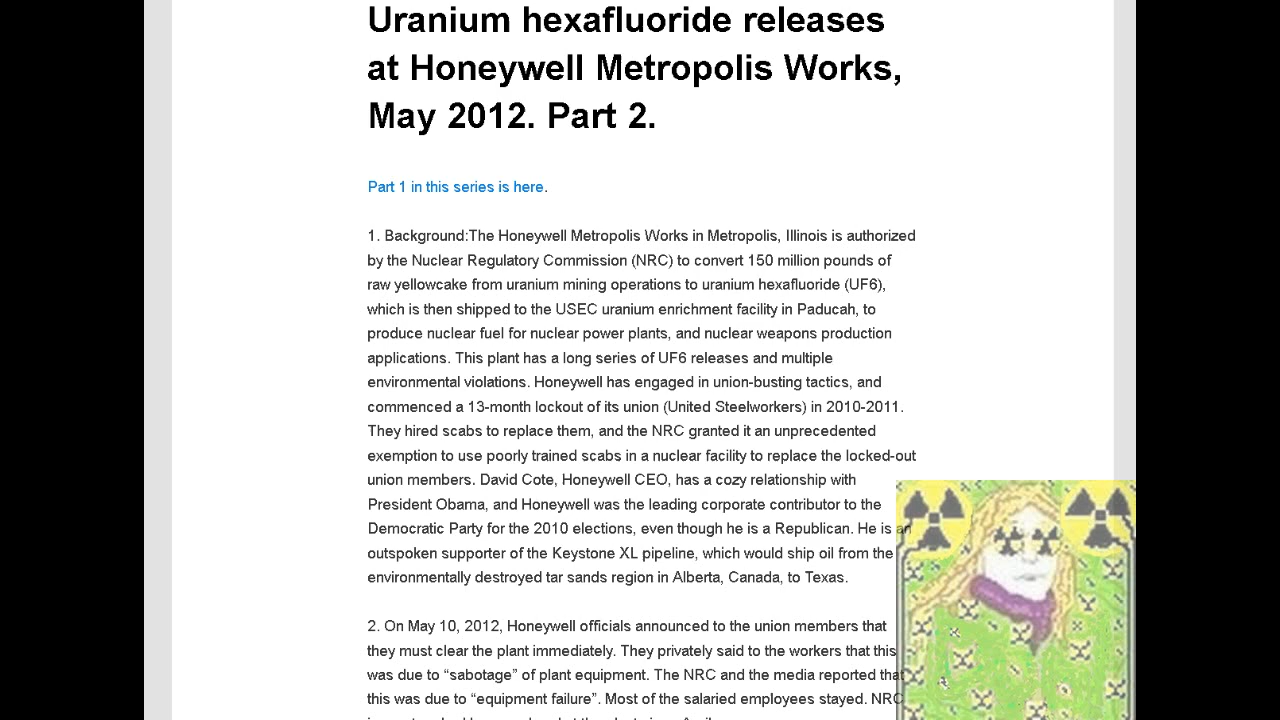 Uranium hexafluoride releases
at Honeywell Metropolis Works,
May 2012. Part 2.
Part 1 in this series is here.
1. Background:The Honeywell Metropolis Works in Metropolis, Illinois is authorized
by the Nuclear Regulatory Commission (NRC) to convert 150 million pounds of
raw yellowcake from uranium mining operations to uranium hexafluoride (UF6),
which is then shipped to the USEC uranium enrichment facility in Paducah, to
produce nuclear fuel for nuclear power plants, and nuclear weapons production
applications. This plant has a long series of UF6 releases and multiple
environmental violations. Honeywell has engaged in union-busting tactics, and
commenced a 13-month lockout of its union (United Steelworkers) in 2010-2011.
They hired scabs to replace them, and the NRC granted it an unprecedented
exemption to use poorly trained scabs in a nuclear facility to replace the locked-out
union members. David Cote, Honeywell CEO, has a cozy relationship with
President Obama, and Honeywell was the leading corporate contributor to the
Democratic Party for the 2010 elections, even though he is a Republican. He is an
outspoken supporter of the Keystone XL pipeline, which would ship oil from the
environmentally destroyed tar sands region in Alberta, Canada, to Texas.
2. On May 10, 2012, Honeywell officials announced to the union members that
they must clear the plant immediately. They privately said to the workers that this
was due to “sabotage” of plant equipment. The NRC and the media reported that
this was due to “equipment failure”. Most of the salaried employees stayed. NRC